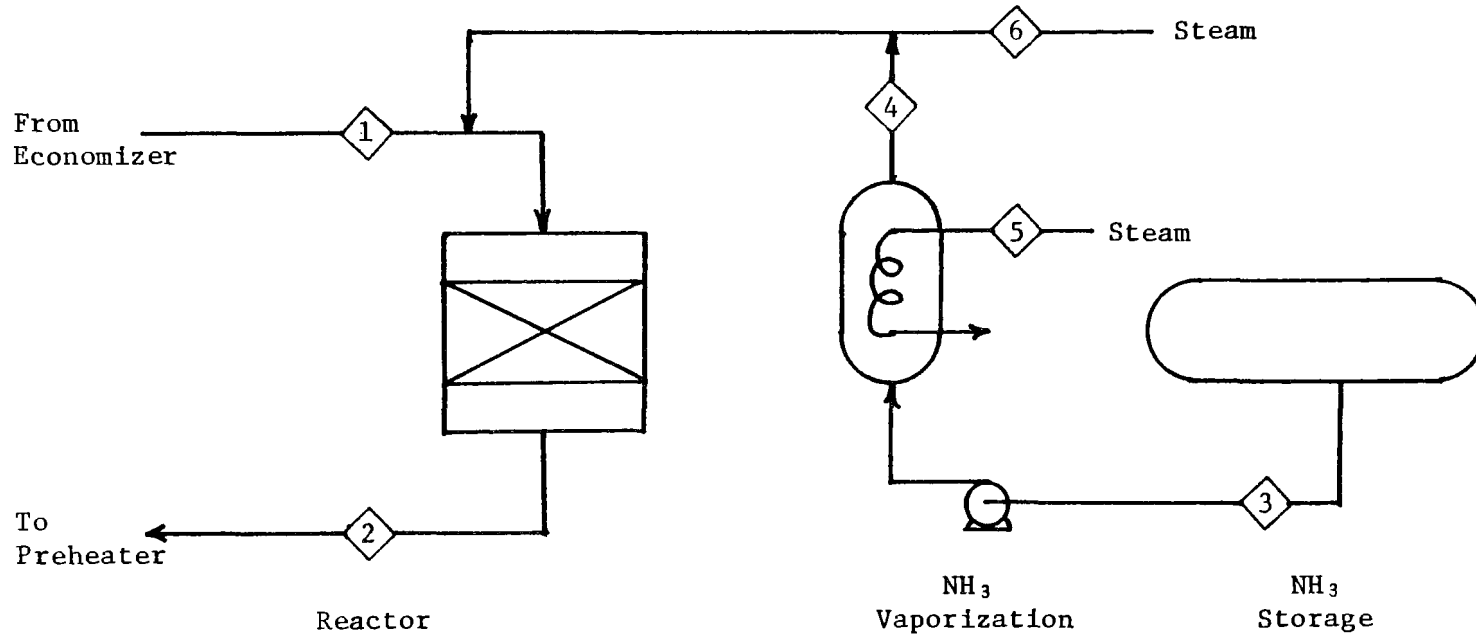 6
Steam
4
From
Economizer
1
5
Steam
3
To
Preheater
2
NH₃
Vaporization
NH₃
Storage
Reactor